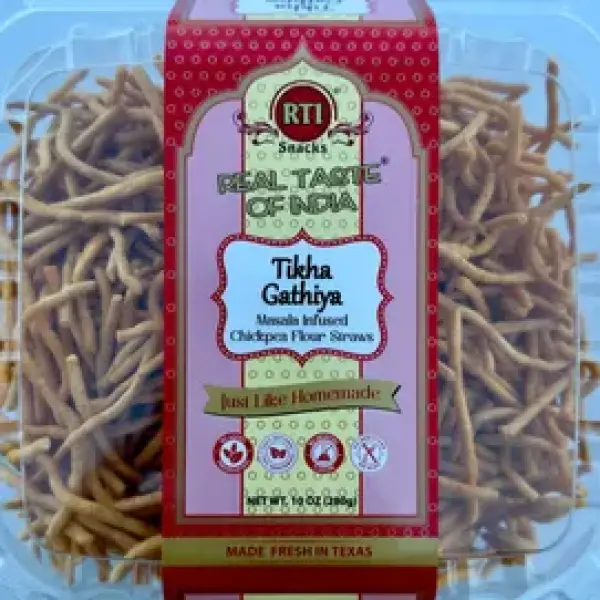 RTI
Snacks
REAL TASTE®
OF INDIA
Tikha
Gathiya
Masala Infused
Chickpea Flour Straws
Just Like Homemade
NET WT. 10 OZ (280g)
MADE FRESH IN TEXAS